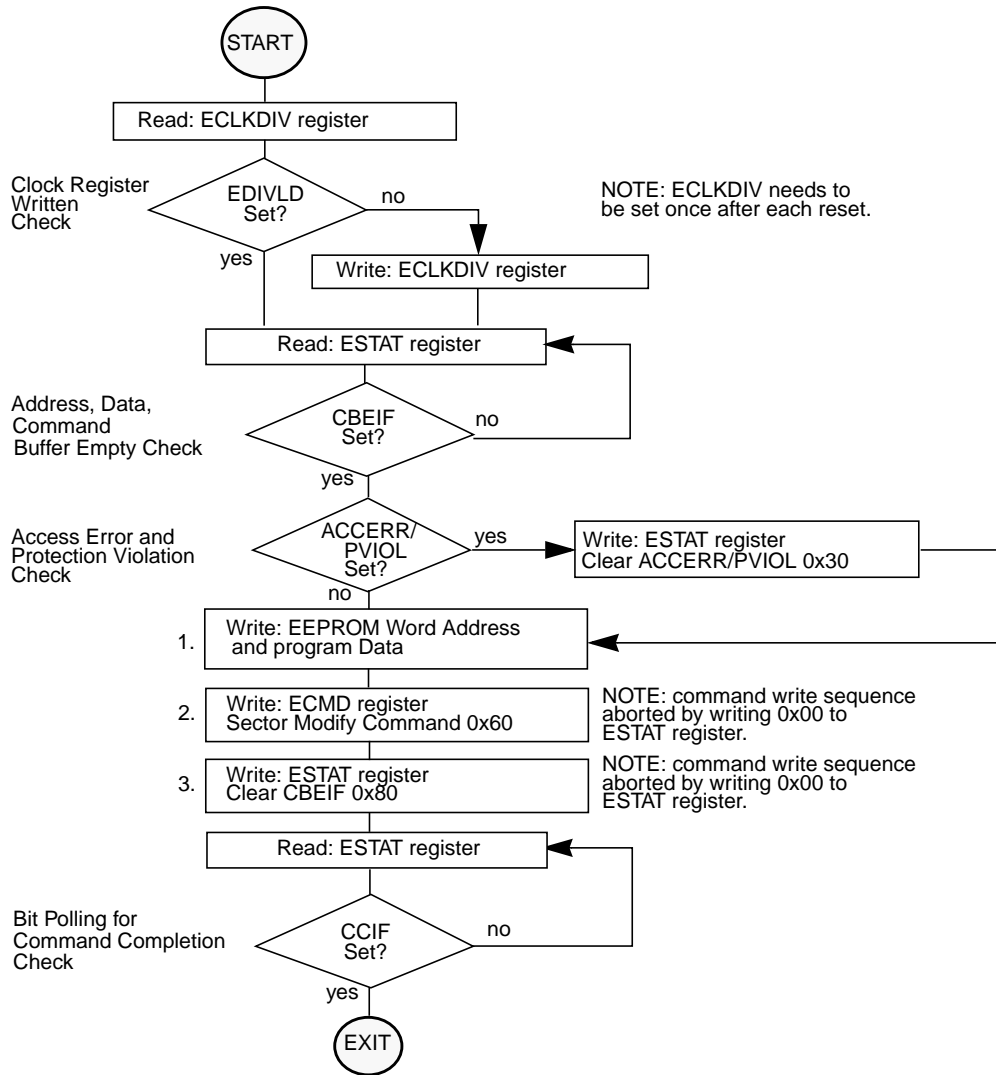 START
Read: ECLKDIV register
Clock Register
Written
Check
EDIVLD
Set?
no
yes
NOTE: ECLKDIV needs to
be set once after each reset.
Write: ECLKDIV register
Read: ESTAT register
Address, Data,
Command
Buffer Empty Check
CBEIF
Set?
no
yes
Access Error and
Protection Violation
Check
ACCERR/
PVIOL
Set?
yes
no
Write: ESTAT register
Clear ACCERR/PVIOL 0x30
1.
Write: EEPROM Word Address
and program Data
2.
Write: ECMD register
Sector Modify Command 0x60
NOTE: command write sequence
aborted by writing 0x00 to
ESTAT register.
3.
Write: ESTAT register
Clear CBEIF 0x80
NOTE: command write sequence
aborted by writing 0x00 to
ESTAT register.
Read: ESTAT register
Bit Polling for
Command Completion
Check
CCIF
Set?
no
yes
EXIT